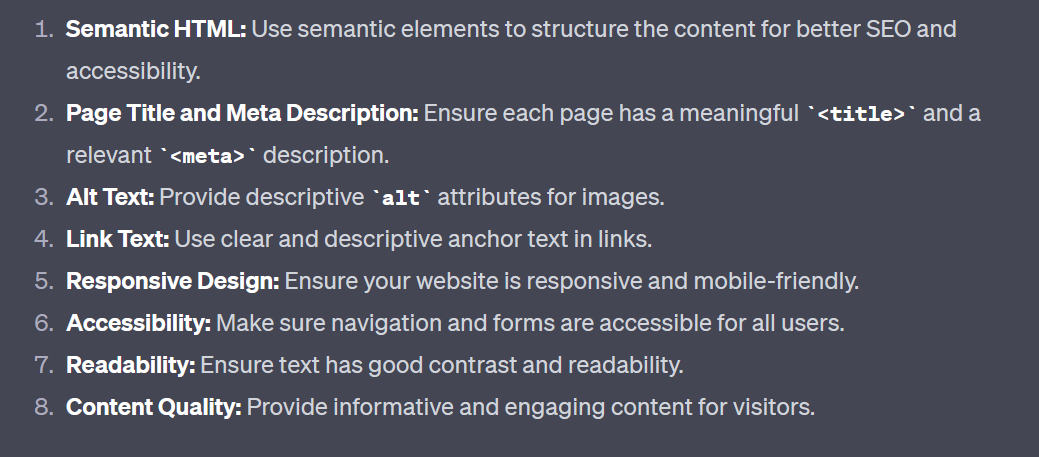 1. Semantic HTML: Use semantic elements to structure the content for better SEO and
accessibility.
2. Page Title and Meta Description: Ensure each page has a meaningful `<title>` and a
relevant `<meta>` description.
3. Alt Text: Provide descriptive `alt` attributes for images.
4. Link Text: Use clear and descriptive anchor text in links.
5. Responsive Design: Ensure your website is responsive and mobile-friendly.
6. Accessibility: Make sure navigation and forms are accessible for all users.
7. Readability: Ensure text has good contrast and readability.
8. Content Quality: Provide informative and engaging content for visitors.